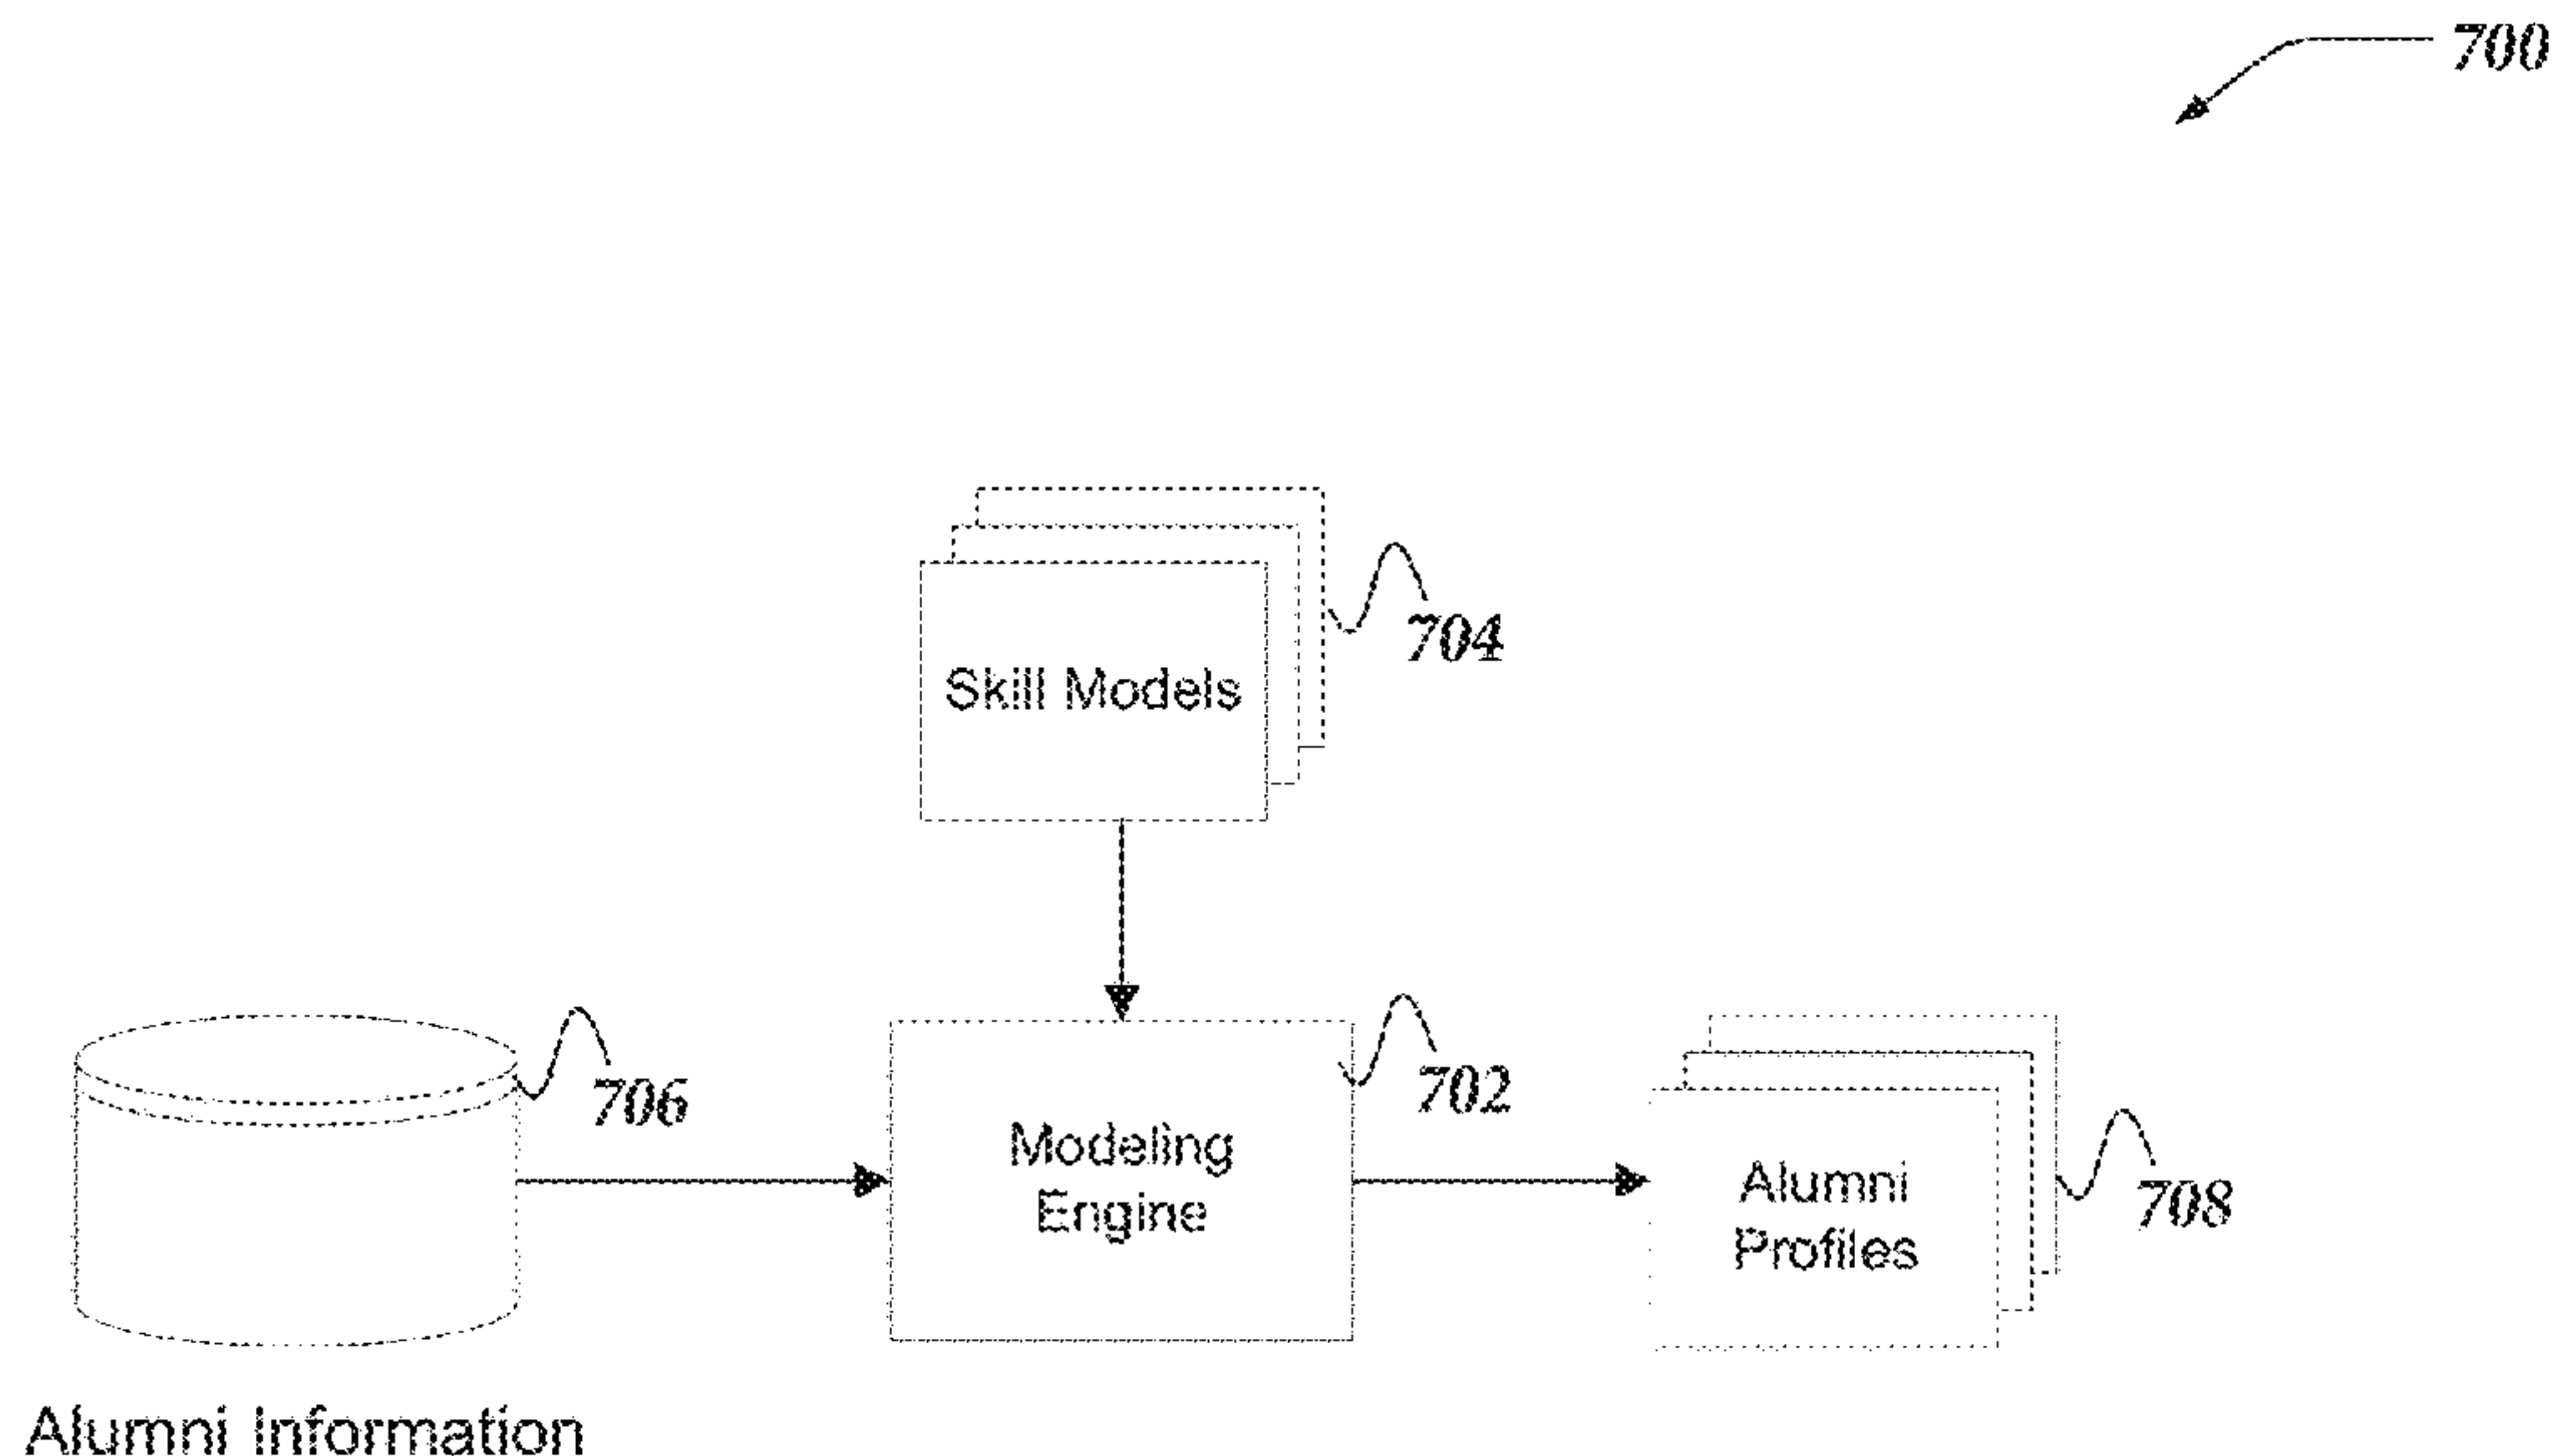 700
704
Skill Models
706
702
Modeling
Engine
Alumni
Profiles
708
Alumni Information